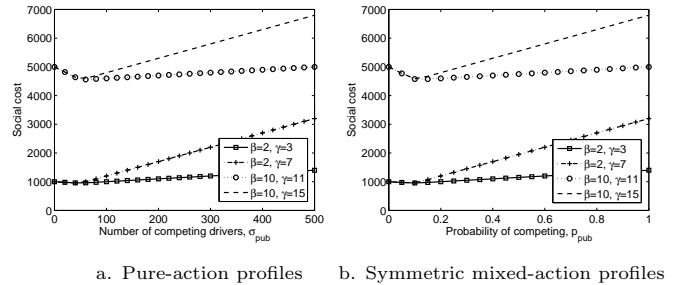 7000
6000
5000
4000
3000
2000
1000
0
Social cost
0 100 200 300 400 500
Number of competing drivers, σpub
β=2, γ=3
β=2, γ=7
β=10, γ=11
β=10, γ=15
a. Pure-action profiles
7000
6000
5000
4000
3000
2000
1000
0
Social cost
0 0.2 0.4 0.6 0.8 1
Probability of competing, ppub
β=2, γ=3
β=2, γ=7
β=10, γ=11
β=10, γ=15
b. Symmetric mixed-action profiles